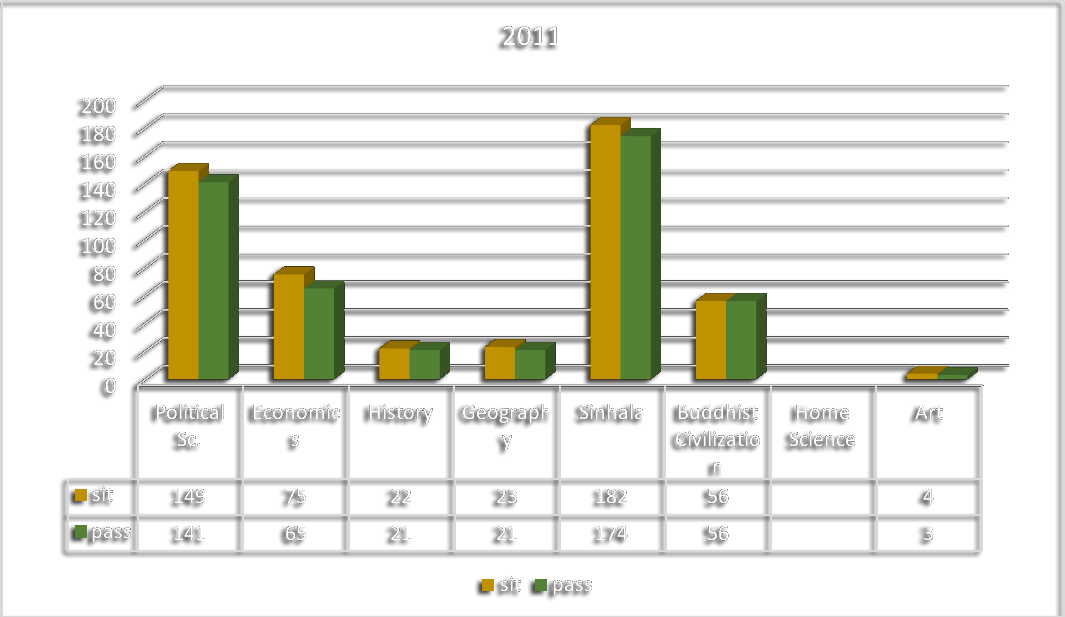 2011
200
180
160
140
120
100
80
60
40
20
0
Political Economic History Geograph Sinhala Buddhist Home Art
Sc. s y Civilizatio Science
n
sit 149 75 22 23 182 56 4
pass 141 65 21 21 174 56 3
sit pass